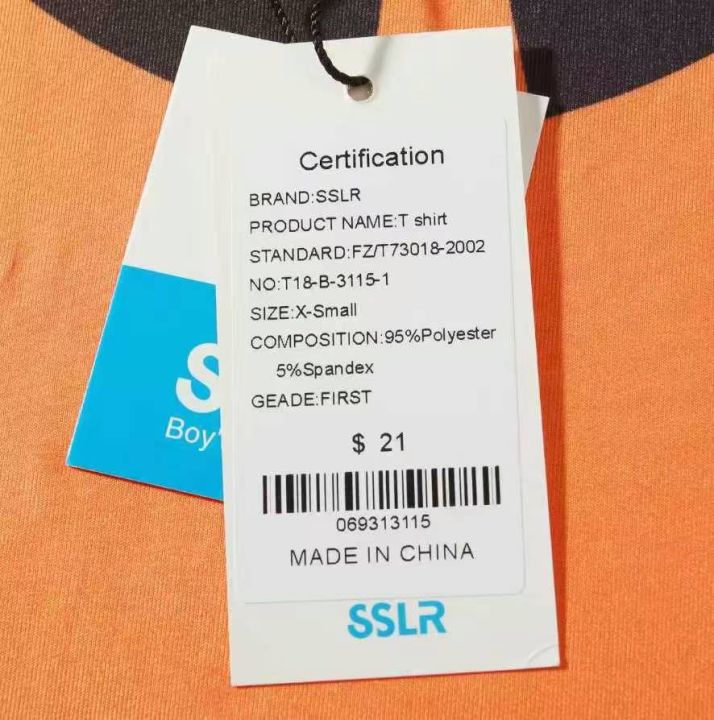 Certification
BRAND:SSLR
PRODUCT NAME:T shirt
STANDARD:FZ/T73018-2002
NO:T18-B-3115-1
SIZE:X-Small
COMPOSITION:95%Polyester
5%Spandex
GEADE:FIRST
$ 21
069313115
MADE IN CHINA
SSLR
S
Boy'